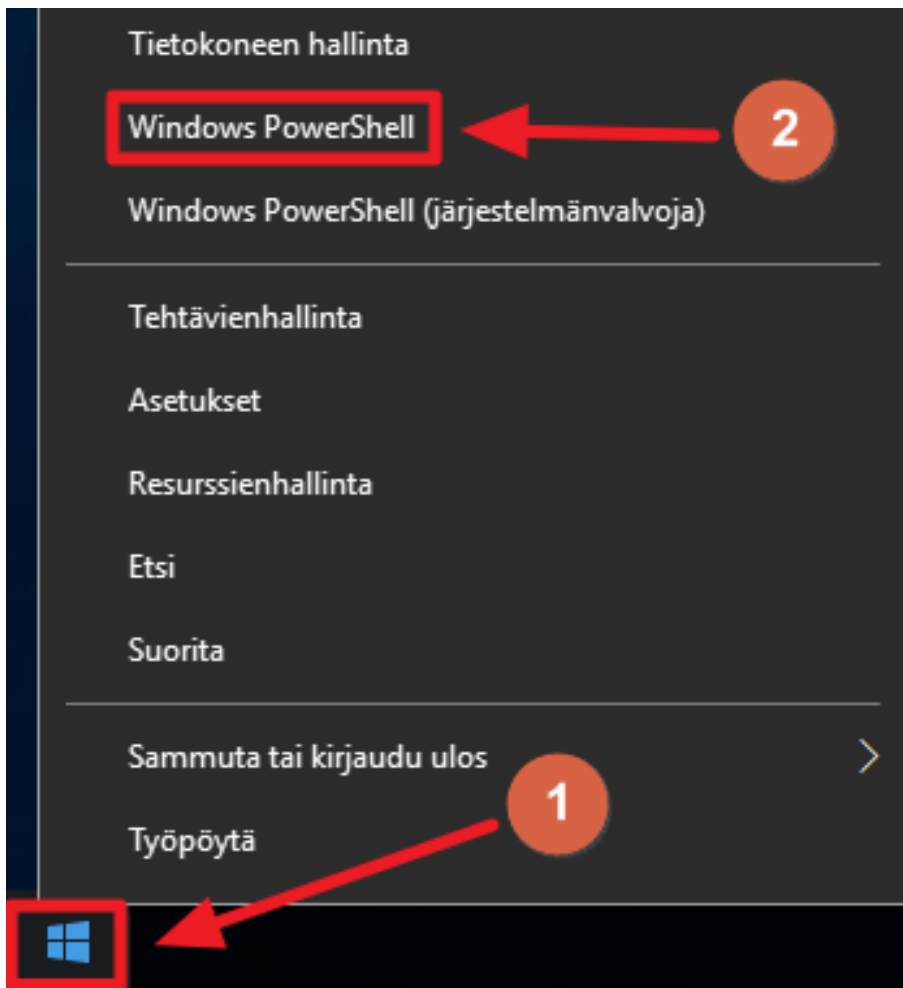 Tietokoneen hallinta
Windows PowerShell
2
Windows PowerShell (järjestelmänvalvoja)
Tehtävienhallinta
Asetukset
Resurssienhallinta
Etsi
Suorita
Sammuta tai kirjaudu ulos
1
Työpöytä